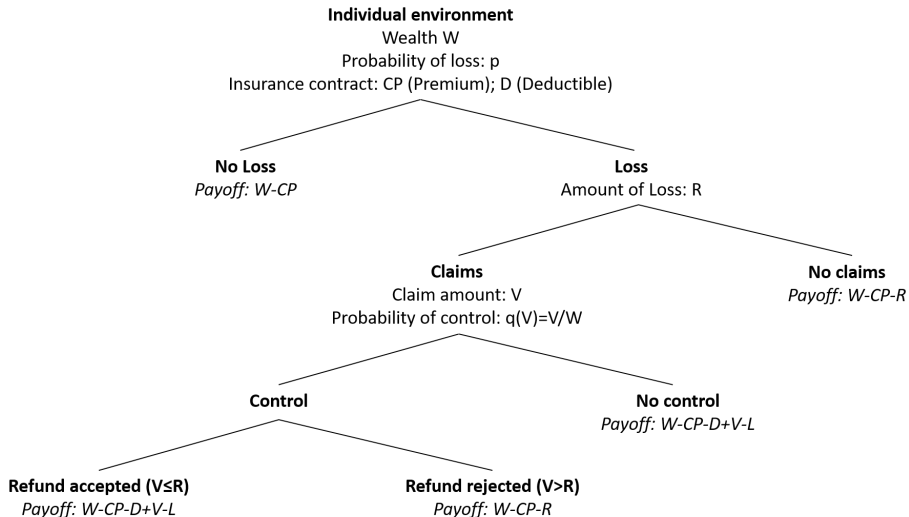 Individual environment
Wealth W
Probability of loss: p
Insurance contract: CP (Premium); D (Deductible)
No Loss
Payoff: W-CP
Loss
Amount of Loss: R
Claims
Claim amount: V
Probability of control: q(V)=V/W
No claims
Payoff: W-CP-R
Control
No control
Payoff: W-CP-D+V-L
Refund accepted (V≤R)
Payoff: W-CP-D+V-L
Refund rejected (V>R)
Payoff: W-CP-R